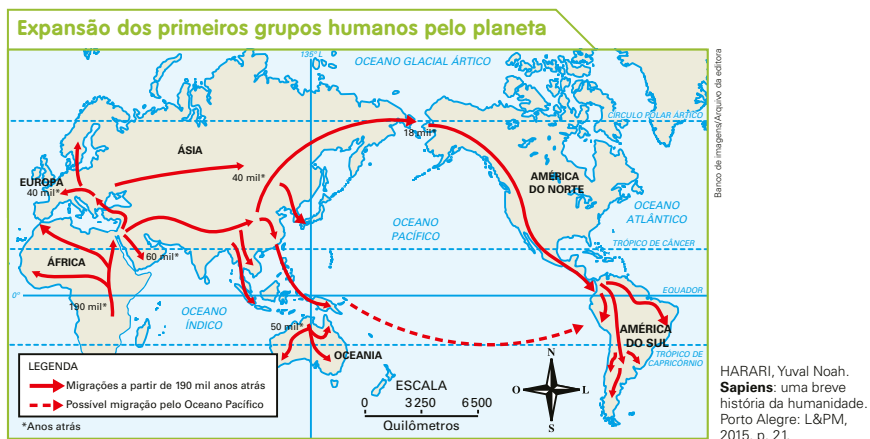 Expansão dos primeiros grupos humanos pelo planeta
135° L
OCEANO GLACIAL ÁRTICO
CÍRCULO POLAR ÁRTICO
18 mil*
ÁSIA
40 mil*
EUROPA
40 mil*
AMÉRICA
DO NORTE
OCEANO
ATLÂNTICO
OCEANO
PACÍFICO
TRÓPICO DE CÂNCER
60 mil*
ÁFRICA
0°
EQUADOR
190 mil*
OCEANO
ÍNDICO
50 mil*
AMÉRICA
DO SUL
OCEANIA
TRÓPICO DE
CAPRICÓRNIO
LEGENDA
Migrações a partir de 190 mil anos atrás
Possível migração pelo Oceano Pacífico
*Anos atrás
ESCALA
0 3 250 6 500
Quilômetros
N
O L
S
Banco de imagens/Arquivo da editora
HARARI, Yuval Noah.
Sapiens: uma breve
história da humanidade.
Porto Alegre: L&PM,
2015. p. 21.